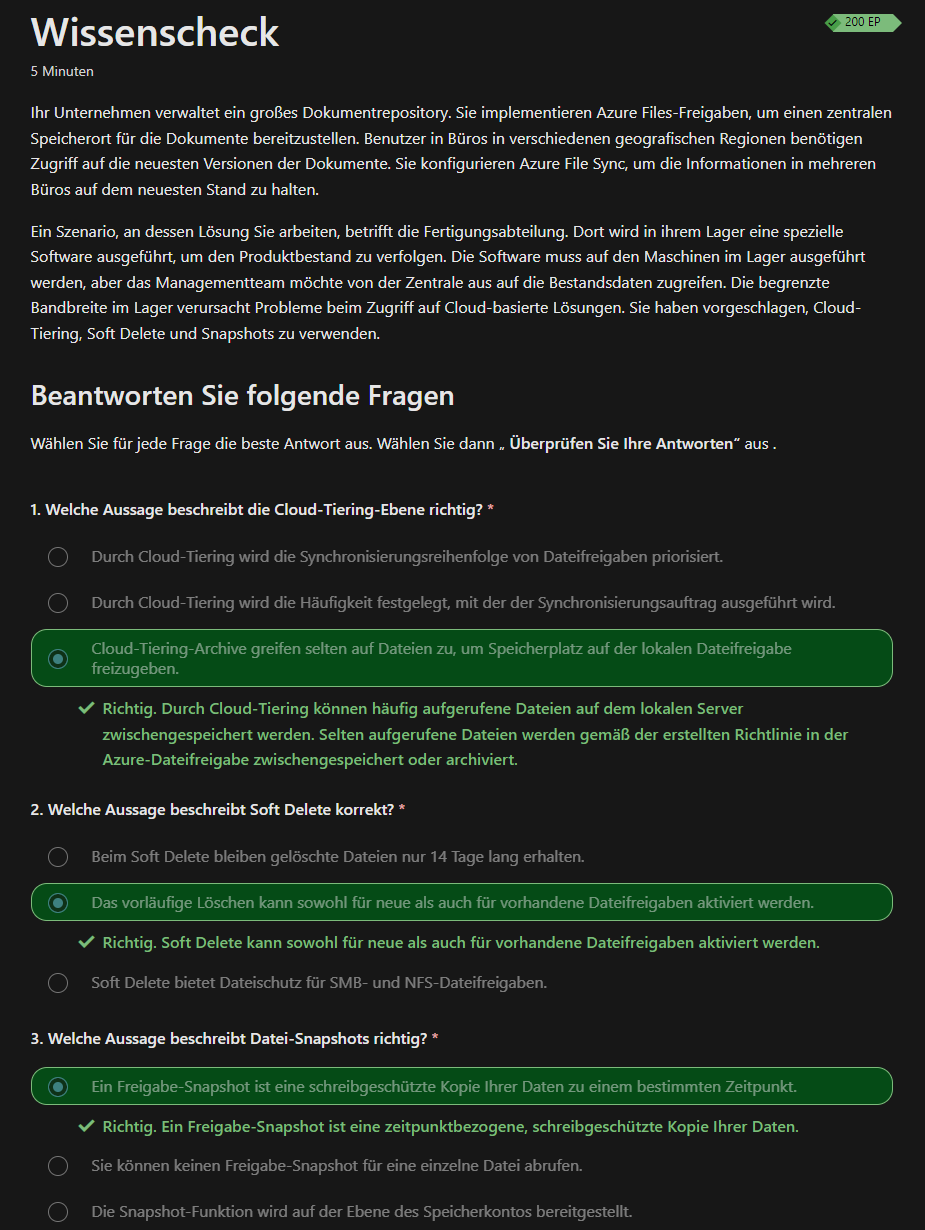 Wissenscheck
200 EP
5 Minuten
Ihr Unternehmen verwaltet ein großes Dokumentrepository. Sie implementieren Azure Files-Freigaben, um einen zentralen
Speicherort für die Dokumente bereitzustellen. Benutzer in Büros in verschiedenen geografischen Regionen benötigen
Zugriff auf die neuesten Versionen der Dokumente. Sie konfigurieren Azure File Sync, um die Informationen in mehreren
Büros auf dem neuesten Stand zu halten.
Ein Szenario, an dessen Lösung Sie arbeiten, betrifft die Fertigungsabteilung. Dort wird in ihrem Lager eine spezielle
Software ausgeführt, um den Produktbestand zu verfolgen. Die Software muss auf den Maschinen im Lager ausgeführt
werden, aber das Managementteam möchte von der Zentrale aus auf die Bestandsdaten zugreifen. Die begrenzte
Bandbreite im Lager verursacht Probleme beim Zugriff auf Cloud-basierte Lösungen. Sie haben vorgeschlagen, Cloud-
Tiering, Soft Delete und Snapshots zu verwenden.
Beantworten Sie folgende Fragen
Wählen Sie für jede Frage die beste Antwort aus. Wählen Sie dann „ Überprüfen Sie Ihre Antworten“ aus .
1. Welche Aussage beschreibt die Cloud-Tiering-Ebene richtig? *
Durch Cloud-Tiering wird die Synchronisierungsreihenfolge von Dateifreigaben priorisiert.
Durch Cloud-Tiering wird die Häufigkeit festgelegt, mit der der Synchronisierungsauftrag ausgeführt wird.
Cloud-Tiering-Archive greifen selten auf Dateien zu, um Speicherplatz auf der lokalen Dateifreigabe
freizugeben.
Richtig. Durch Cloud-Tiering können häufig aufgerufene Dateien auf dem lokalen Server
zwischengespeichert werden. Selten aufgerufene Dateien werden gemäß der erstellten Richtlinie in der
Azure-Dateifreigabe zwischengespeichert oder archiviert.
2. Welche Aussage beschreibt Soft Delete korrekt? *
Beim Soft Delete bleiben gelöschte Dateien nur 14 Tage lang erhalten.
Das vorläufige Löschen kann sowohl für neue als auch für vorhandene Dateifreigaben aktiviert werden.
Richtig. Soft Delete kann sowohl für neue als auch für vorhandene Dateifreigaben aktiviert werden.
Soft Delete bietet Dateischutz für SMB- und NFS-Dateifreigaben.
3. Welche Aussage beschreibt Datei-Snapshots richtig? *
Ein Freigabe-Snapshot ist eine schreibgeschützte Kopie Ihrer Daten zu einem bestimmten Zeitpunkt.
Richtig. Ein Freigabe-Snapshot ist eine zeitpunktbezogene, schreibgeschützte Kopie Ihrer Daten.
Sie können keinen Freigabe-Snapshot für eine einzelne Datei abrufen.
Die Snapshot-Funktion wird auf der Ebene des Speicherkontos bereitgestellt.